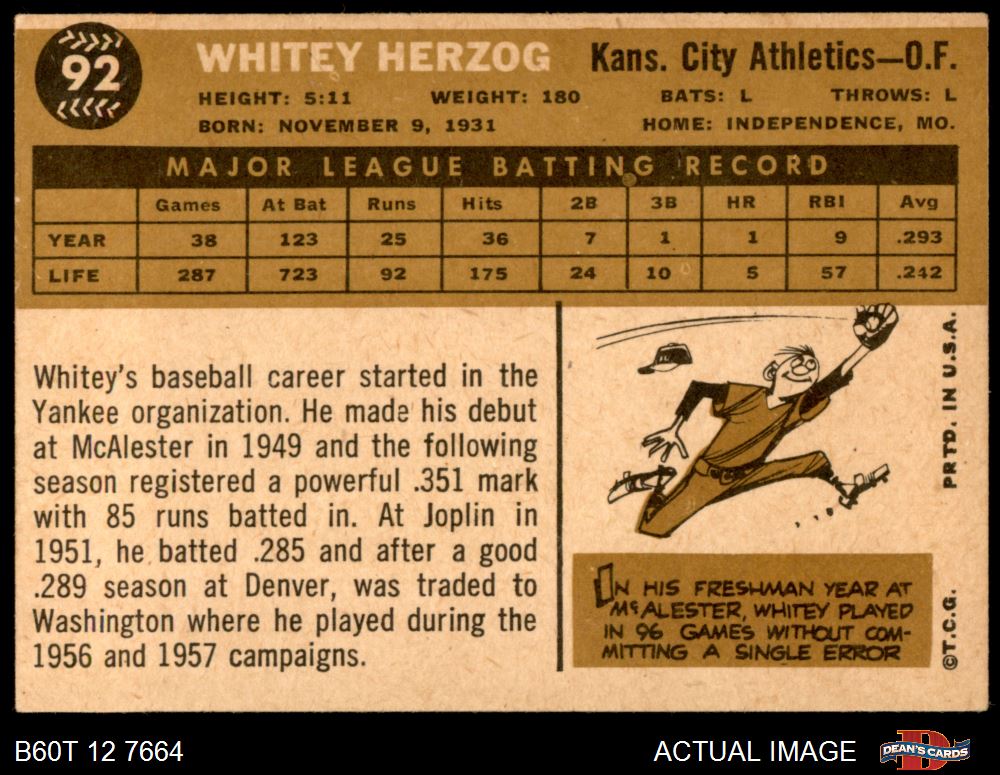 92
WHITEY HERZOG Kans. City Athletics—O.F.
HEIGHT: 5:11 WEIGHT: 180 BATS: L THROWS: L
BORN: NOVEMBER 9, 1931 HOME: INDEPENDENCE, MO.
MAJOR LEAGUE BATTING RECORD
Games At Bat Runs Hits 2B 3B HR RBI Avg
YEAR 38 123 25 36 7 1 1 9 .293
LIFE 287 723 92 175 24 10 5 57 .242
Whitey's baseball career started in the
Yankee organization. He made his debut
at McAlester in 1949 and the following
season registered a powerful .351 mark
with 85 runs batted in. At Joplin in
1951, he batted .285 and after a good
.289 season at Denver, was traded to
Washington where he played during the
1956 and 1957 campaigns.
IN HIS FRESHMAN YEAR AT
McALESTER, WHITEY PLAYED
IN 96 GAMES WITHOUT COM-
MITTING A SINGLE ERROR
©T.C.G. PRTD. IN U.S.A.
B60T 12 7664 ACTUAL IMAGE DEAN'S CARDS